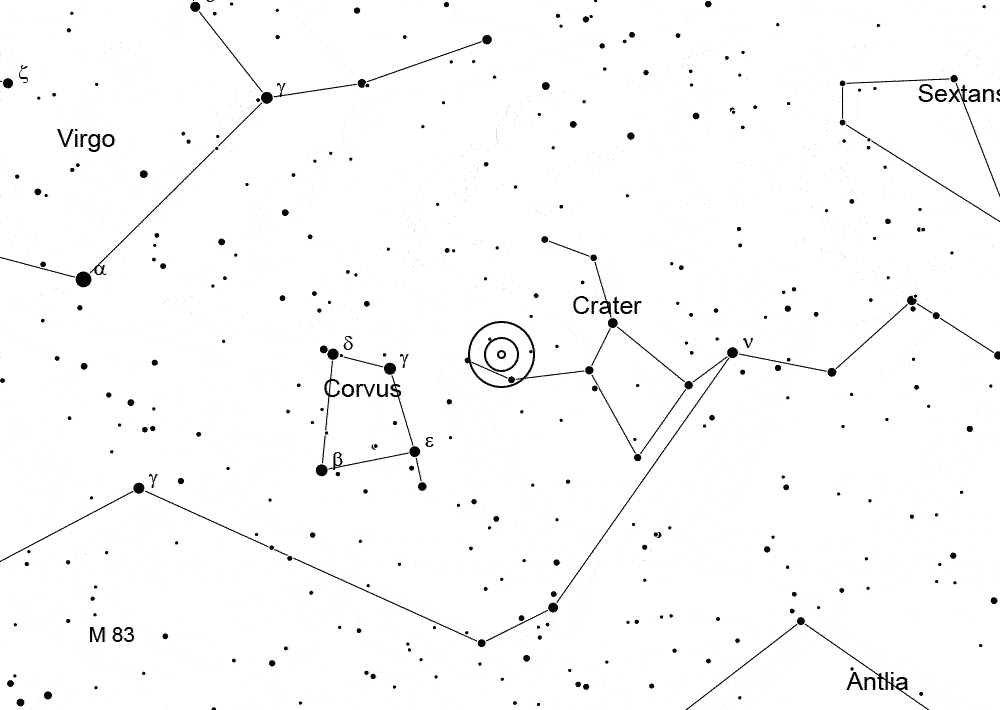 ζ
γ
Sextans
Virgo
α
Crater
δ
γ
ν
Corvus
ε
β
γ
M 83
Antlia